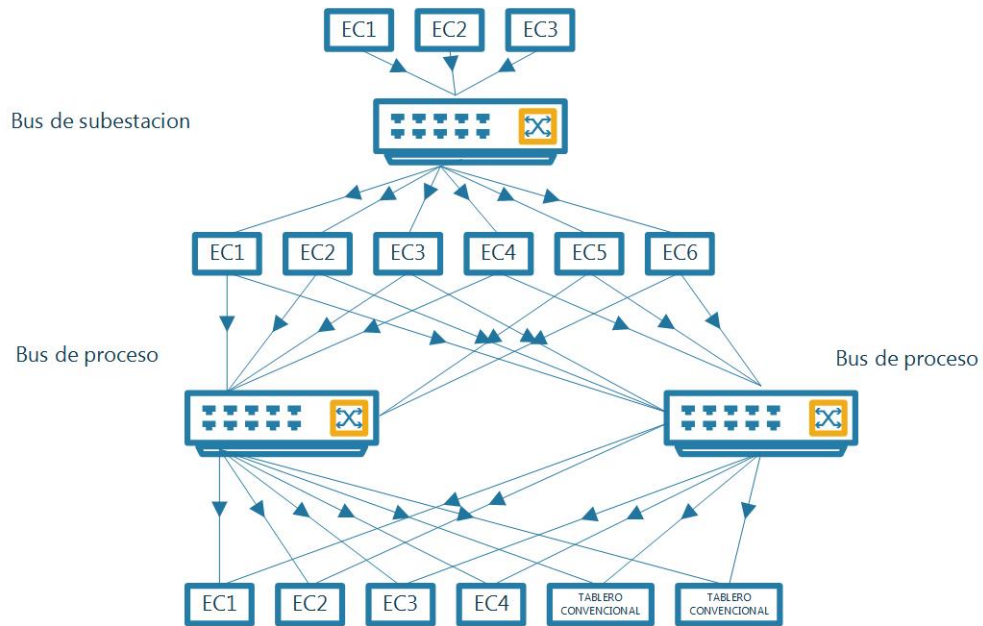 EC1
EC2
EC3
Bus de subestacion
EC1
EC2
EC3
EC4
EC5
EC6
Bus de proceso
Bus de proceso
EC1
EC2
EC3
EC4
TABLERO
CONVENCIONAL
TABLERO
CONVENCIONAL